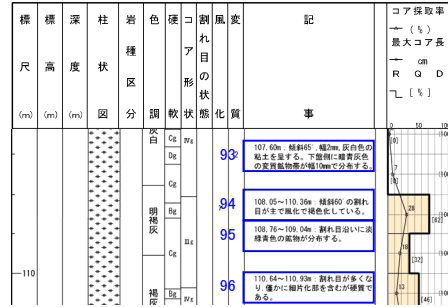 標 標 深 柱 岩 色 硬 コ 割 風 変 記 コア採取率
ア れ (%)
状 種 形 目 最大コア長
尺 高 度 図 区 状 の cm
分 調 軟 状 化 質 事 R Q D
態 [%]
(m) (m) (m)
灰白 Cg Ⅳg
Dg
93
107.60m：傾斜65°,幅2mm,灰白色の
粘土を呈する。下盤側に暗青灰色
の変質鉱物帯が幅10mmで分布する。
[0]
7
Cg
明褐灰 Bg
94
108.05～110.36m：傾斜60°の割れ
目が主で風化で褐色化している。
28
[62]
95
108.76～109.04m：割れ目沿いに淡
緑青色の鉱物が分布する。
Ⅲg
Cg
18
[32]
110
96
110.64～110.93m：割れ目が多くな
り,僅かに細片化部を含むが硬質で
ある。
褐灰 Bg Ⅳg
13
[46]